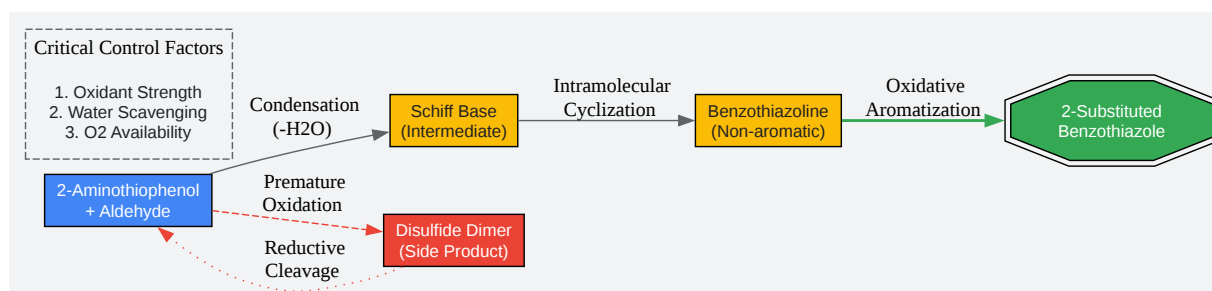 Critical Control Factors
1. Oxidant Strength
2. Water Scavenging
3. O2 Availability
Condensation
(-H2O)
Schiff Base
(Intermediate)
Intramolecular
Cyclization
Benzothiazoline
(Non-aromatic)
Oxidative
Aromatization
2-Substituted
Benzothiazole
2-Aminothiophenol
+ Aldehyde
Premature
Oxidation
Disulfide Dimer
(Side Product)
Reductive
Cleavage